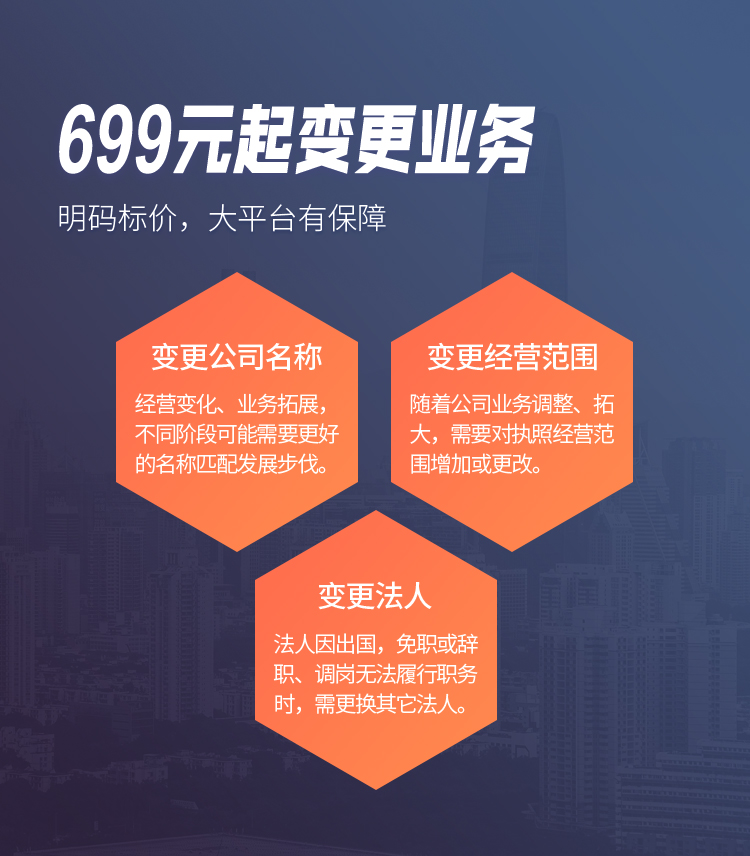 699元起变更业务
明码标价，大平台有保障
变更公司名称
经营变化、业务拓展，
不同阶段可能需要更好
的名称匹配发展步伐。
变更经营范围
随着公司业务调整、拓
大，需要对执照经营范
围增加或更改。
变更法人
法人因出国，免职或辞
职、调岗无法履行职务
时，需更换其它法人。